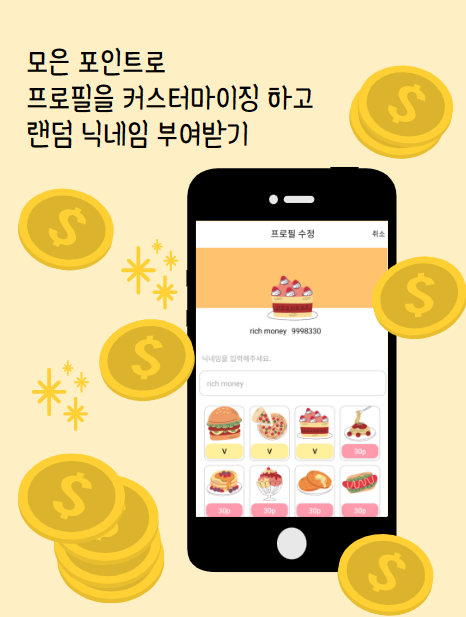 모은 포인트로
프로필을 커스터마이징 하고
랜덤 닉네임 부여받기
프로필 수정
취소
rich money 9998330
닉네임을 입력해주세요.
rich money
v v v 30p
30p 30p 30p 30p